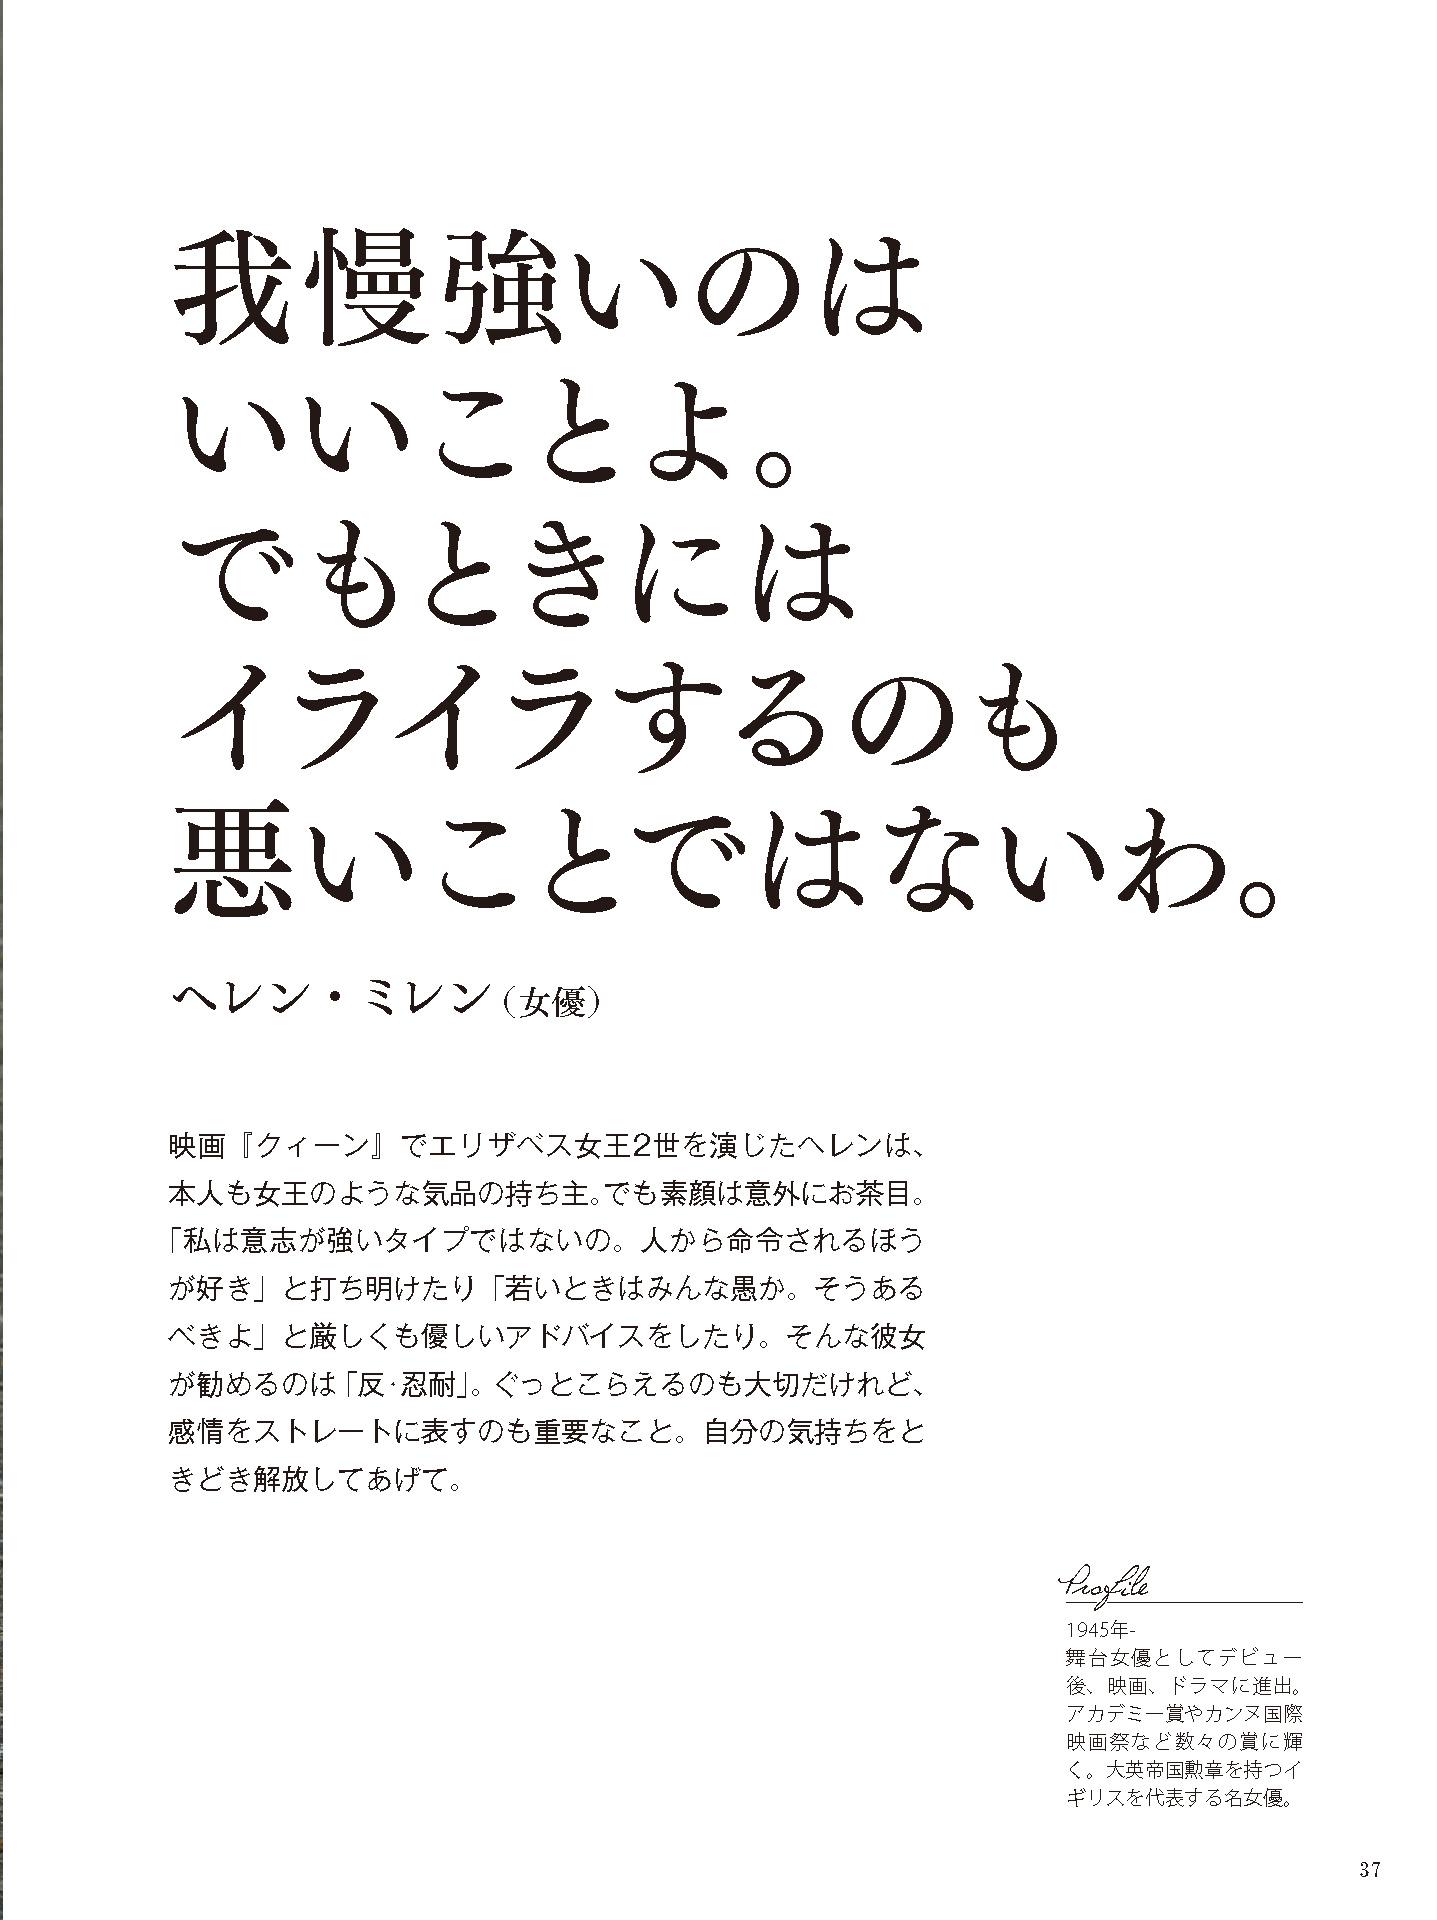 我慢強いのは
いいことよ。
でもときには
イライラするのも
悪いことではないわ。
ヘレン・ミレン（女優）
映画『クィーン』でエリザベス女王2世を演じたヘレンは、
本人も女王のような気品の持ち主。でも素顔は意外にお茶目。
「私は意志が強いタイプではないの。人から命令されるほう
が好き」と打ち明けたり「若いときはみんな愚か。そうある
べきよ」と厳しくも優しいアドバイスをしたり。そんな彼女
が勧めるのは「反・忍耐」。ぐっとこらえるのも大切だけれど、
感情をストレートに表すのも重要なこと。自分の気持ちをと
きどき解放してあげて。
Profile
1945年-
舞台女優としてデビュー
後、映画、ドラマに進出。
アカデミー賞やカンヌ国際
映画祭など数々の賞に輝
く。大英帝国勲章を持つイ
ギリスを代表する名女優。
37